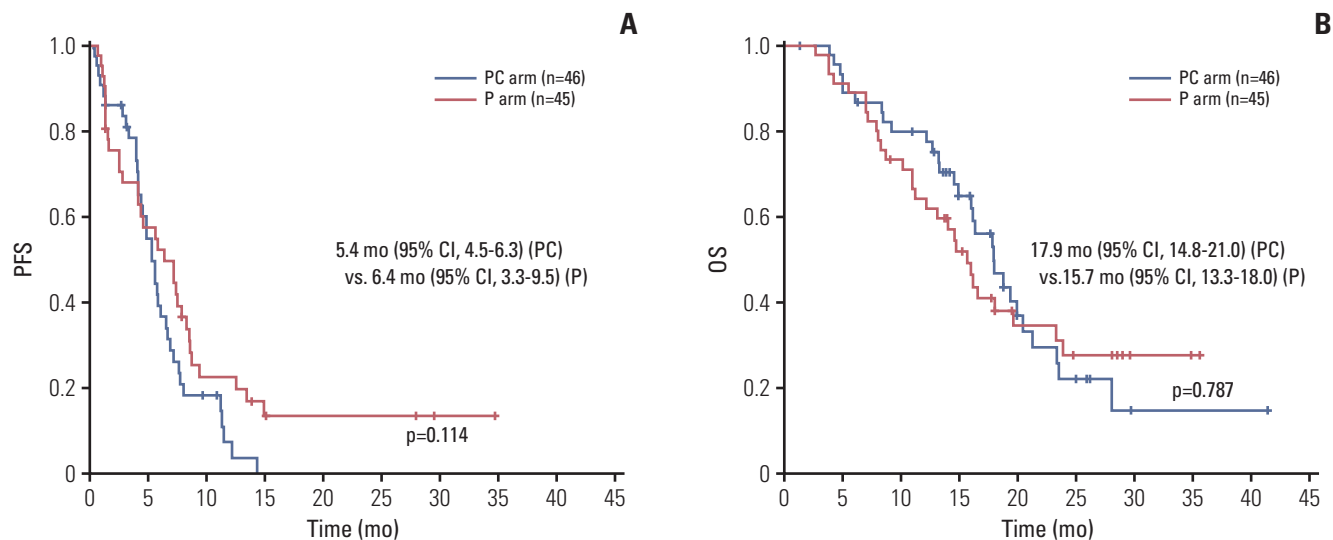 A
1.0
0.8
0.6
0.4
0.2
0
PFS
PC arm (n=46)
P arm (n=45)
5.4 mo (95% CI, 4.5-6.3) (PC)
vs. 6.4 mo (95% CI, 3.3-9.5) (P)
p=0.114
0 5 10 15 20 25 30 35 40 45
Time (mo)
B
1.0
0.8
0.6
0.4
0.2
0
OS
PC arm (n=46)
P arm (n=45)
17.9 mo (95% CI, 14.8-21.0) (PC)
vs.15.7 mo (95% CI, 13.3-18.0) (P)
p=0.787
0 5 10 15 20 25 30 35 40 45
Time (mo)